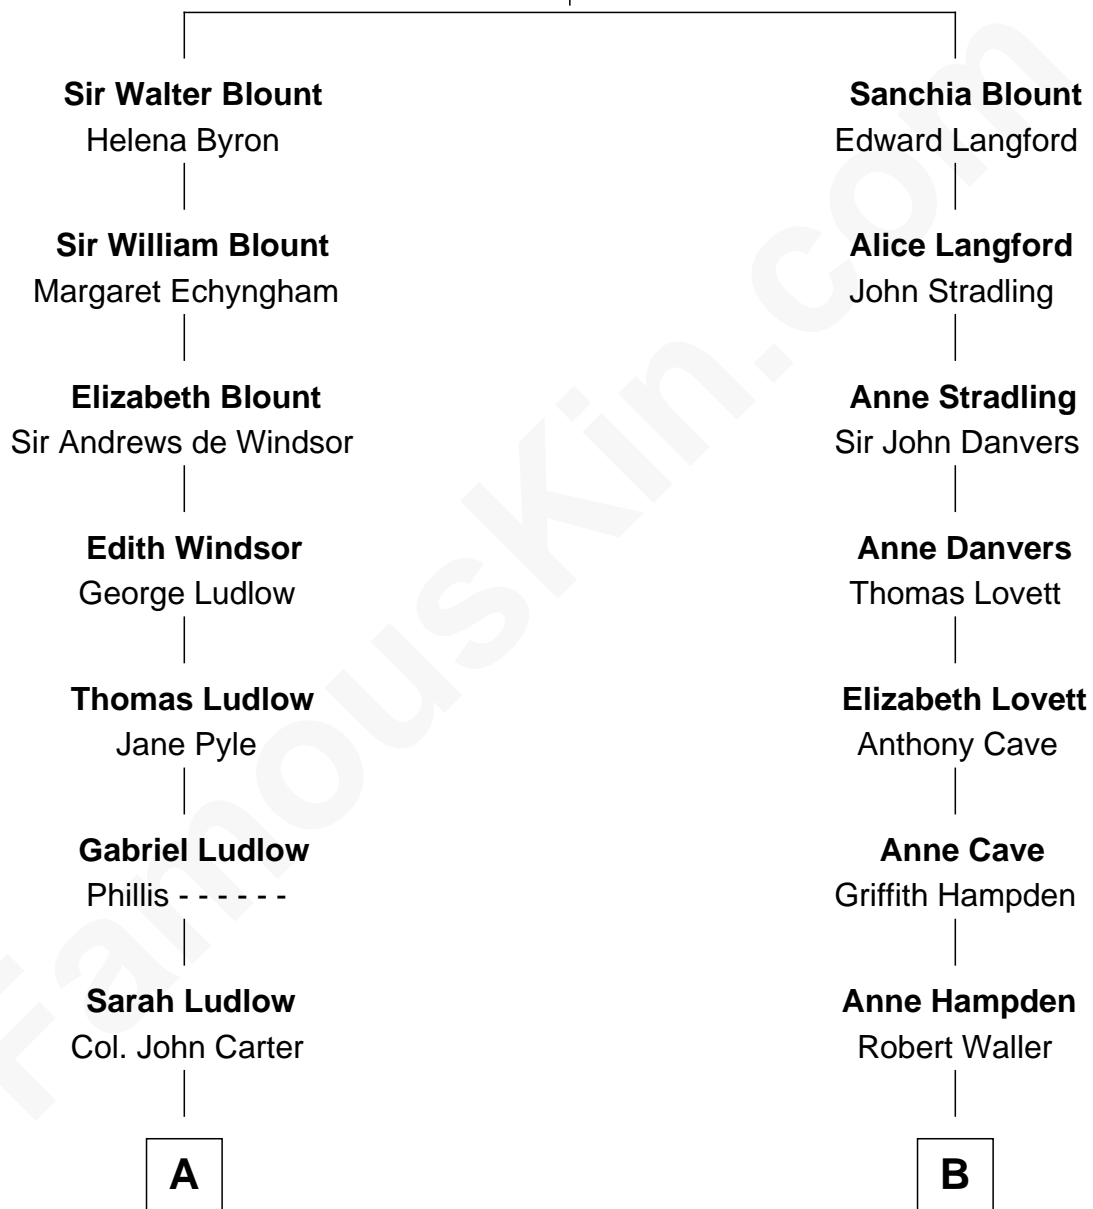 Sir Walter Blount
Helena Byron
Sir William Blount
Margaret Echyngham
Elizabeth Blount
Sir Andrews de Windsor
Edith Windsor
George Ludlow
Thomas Ludlow
Jane Pyle
Gabriel Ludlow
Phillis - - - - - -
Sarah Ludlow
Col. John Carter
A
Sanchia Blount
Edward Langford
Alice Langford
John Stradling
Anne Stradling
Sir John Danvers
Anne Danvers
Thomas Lovett
Elizabeth Lovett
Anthony Cave
Anne Cave
Griffith Hampden
Anne Hampden
Robert Waller
B
FamousKin.com